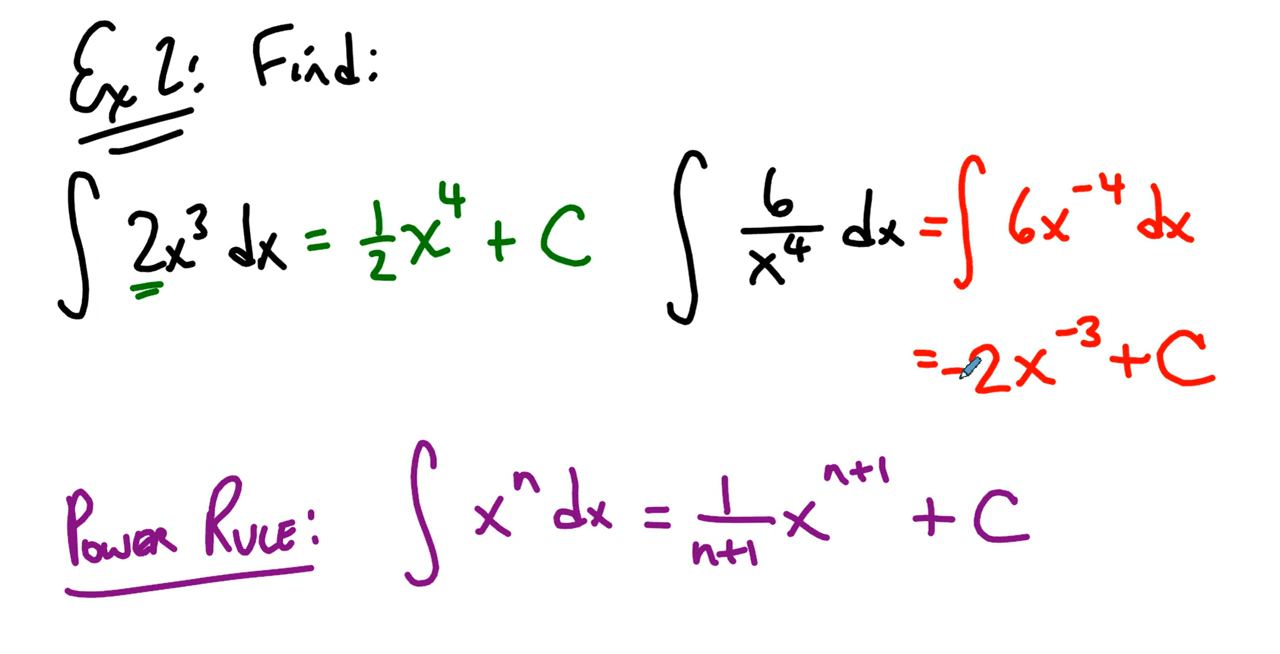 Ex 2: Find:
∫ 2x³ dx = ½x⁴ + C
∫ 6/x⁴ dx = ∫ 6x⁻⁴ dx
= -2x⁻³ + C
POWER RULE: ∫ xⁿ dx = 1/(n+1) xⁿ⁺¹ + C